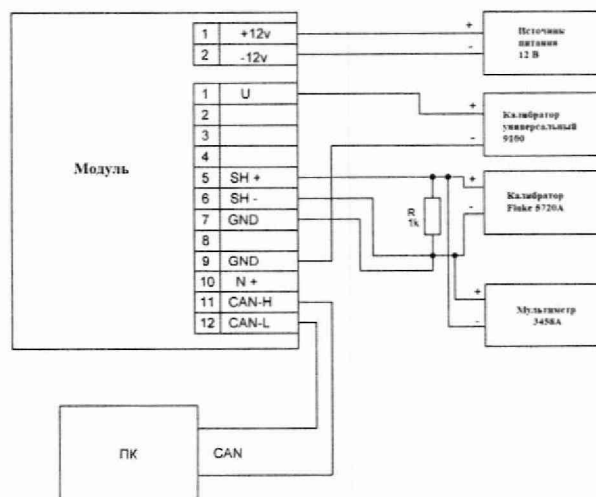 Модуль
1 +12v
2 -12v
1 U
2
3
4
5 SH +
6 SH -
7 GND
8
9 GND
10 N +
11 CAN-H
12 CAN-L
+
-
Источник
питания
12 В
+
-
Калибратор
универсальный
9100
+
-
Калибратор
Fluke 5720A
R
1k
+
-
Мультиметр
3458A
ПК
CAN